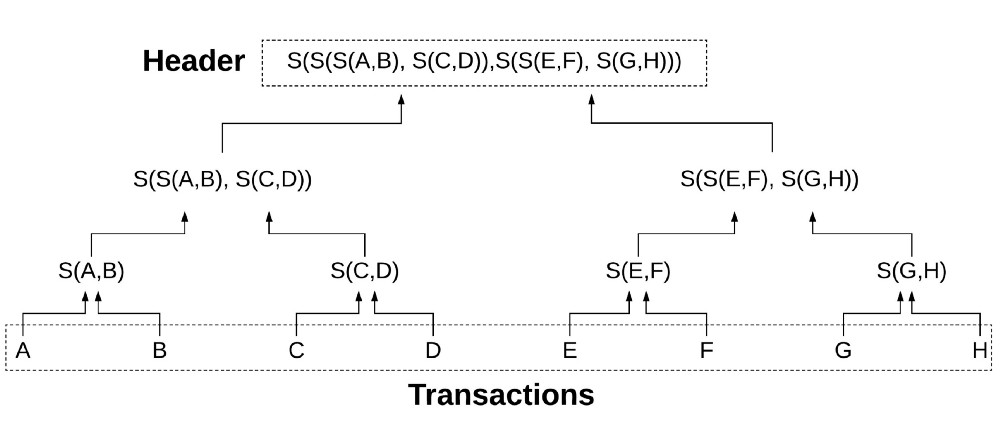 Header S(S(S(A,B), S(C,D)),S(S(E,F), S(G,H)))
S(S(A,B), S(C,D)) S(S(E,F), S(G,H))
S(A,B) S(C,D) S(E,F) S(G,H)
A B C D E F G H
Transactions